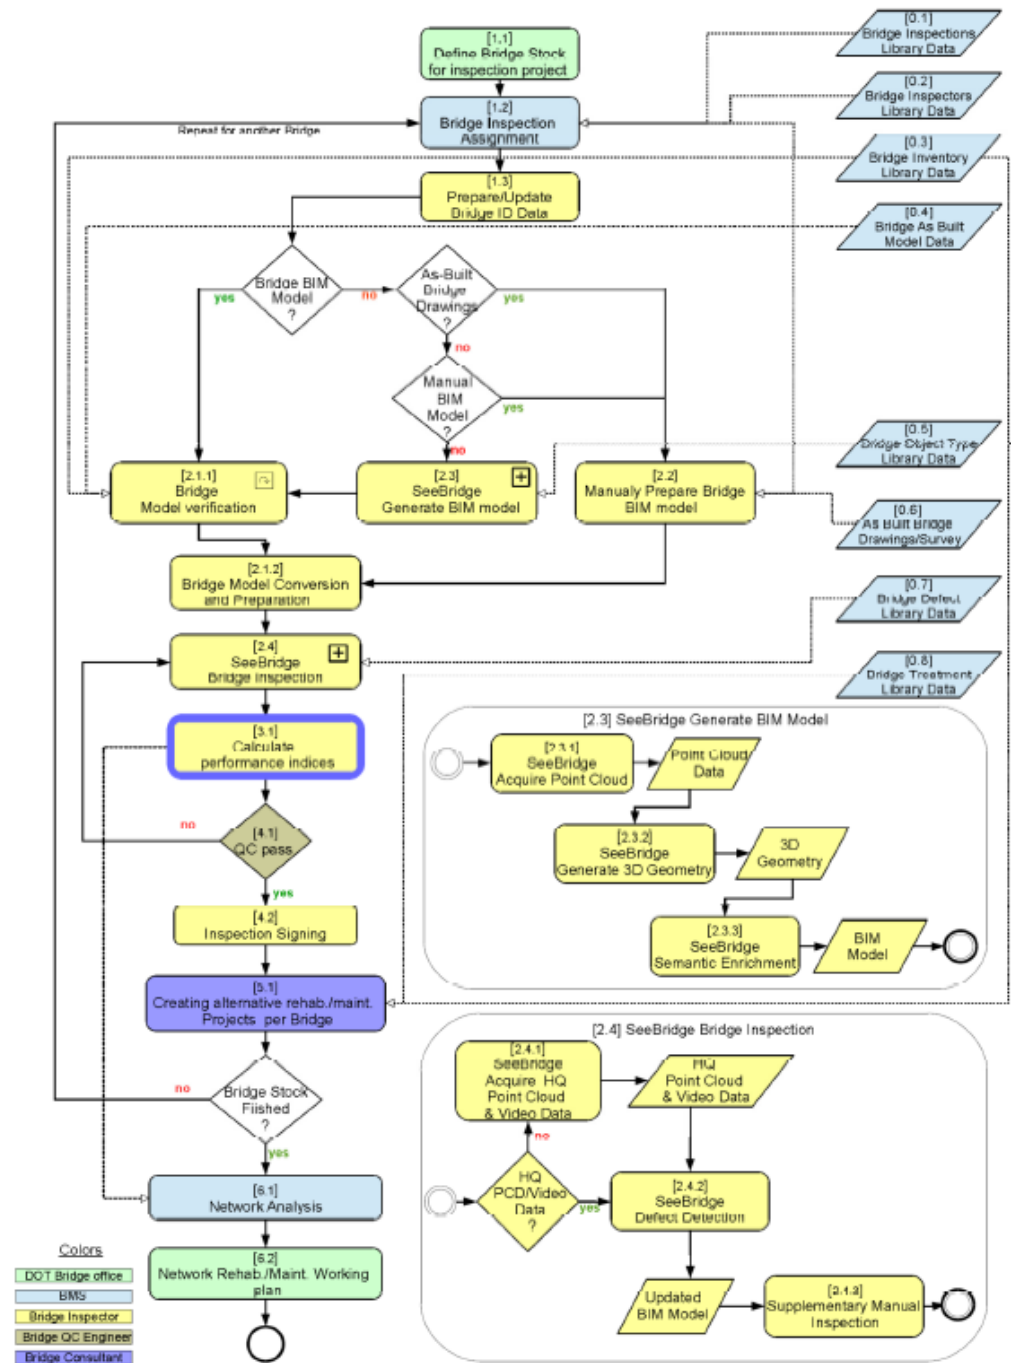 [1.1]
Define Bridge Stock
for inspection project
[0.1]
Bridge Inspections
Library Data
[1.2]
Bridge Inspection
Assignment
[0.2]
Bridge Inspectors
Library Data
Repeat for another Bridge
[0.3]
Bridge Inventory
Library Data
[1.3]
Prepare/Update
Bridge ID Data
[0.4]
Bridge As Built
Model Data
Bridge BIM
Model
?
yes
no
As-Built
Bridge
Drawings
?
yes
no
Manual
BIM
Model
?
yes
no
[0.5]
Bridge Object Type
Library Data
[2.1.1]
Bridge
Model verification
[2.3]
SeeBridge
Generate BIM model
[2.2]
Manualy Prepare Bridge
BIM model
[0.6]
As Built Bridge
Drawings/Survey
[2.1.2]
Bridge Model Conversion
and Preparation
[0.7]
Bridge Defect
Library Data
[2.4]
SeeBridge
Bridge Inspection
[0.8]
Bridge Treatment
Library Data
[3.1]
Calculate
performance indices
[4.1]
QC pass
no
yes
[4.2]
Inspection Signing
[5.1]
Creating alternative rehab./maint.
Projects per Bridge
Bridge Stock
Fiished
?
no
yes
[6.1]
Network Analysis
[6.2]
Network Rehab./Maint. Working
plan
[2.3] SeeBridge Generate BIM Model
[2.3.1]
SeeBridge
Acquire Point Cloud
Point Cloud
Data
[2.3.2]
SeeBridge
Generate 3D Geometry
3D
Geometry
[2.3.3]
SeeBridge
Semantic Enrichment
BIM
Model
[2.4] SeeBridge Bridge Inspection
[2.4.1]
SeeBridge
Acquire HQ
Point Cloud
& Video Data
HQ
Point Cloud
& Video Data
no
HQ
PCD/Video
Data
?
yes
[2.4.2]
SeeBridge
Defect Detection
Updated
BIM Model
[2.4.3]
Supplementary Manual
Inspection
Colors
DOT Bridge office
BMS
Bridge Inspector
Bridge QC Engineer
Bridge Consultant